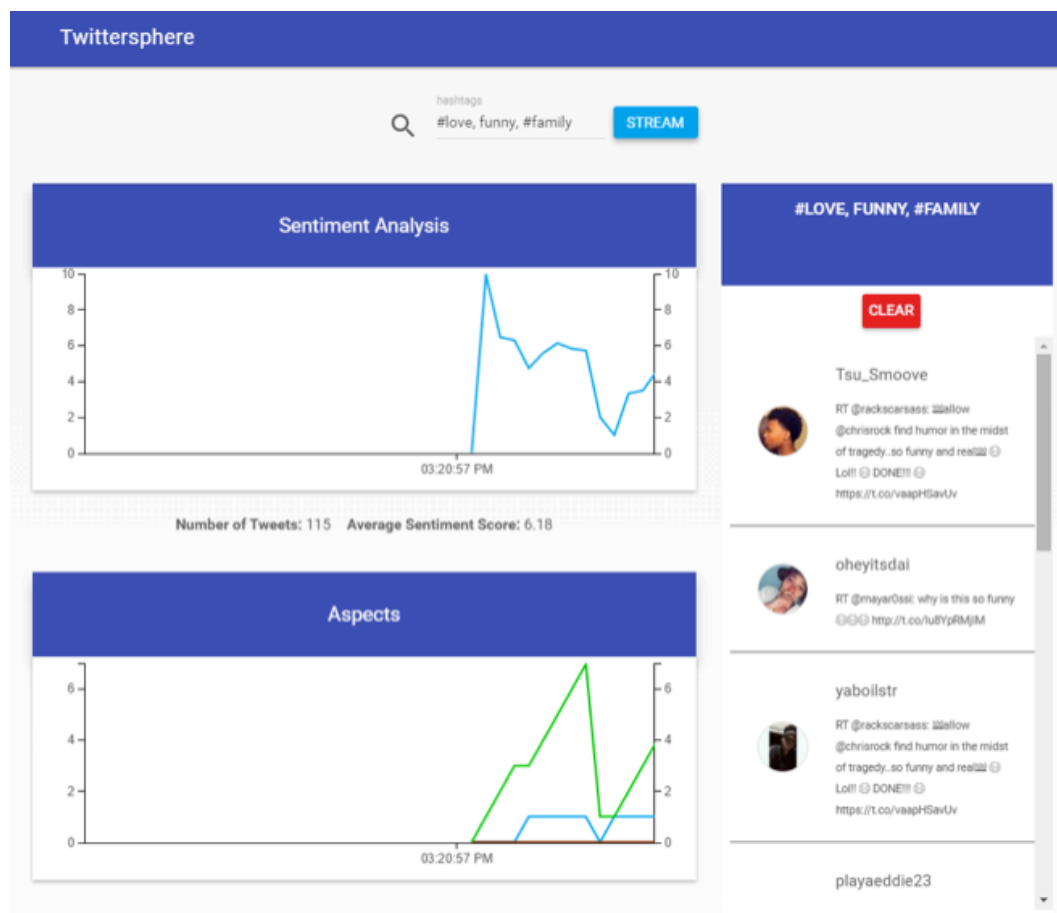 Twittersphere
hashtags
#love, funny, #family
STREAM
Sentiment Analysis
10
8
6
4
2
0
10
8
6
4
2
0
03:20:57 PM
Number of Tweets: 115 Average Sentiment Score: 6.18
Aspects
6
4
2
0
6
4
2
0
03:20:57 PM
#LOVE, FUNNY, #FAMILY
CLEAR
Tsu_Smoove
RT @rackscarsass: allow
@chrisrock find humor in the midst
of tragedy..so funny and real
Lol!! DONE!!!
https://t.co/vaapHSavUv
oheyitsdai
RT @mayar0ssi: why is this so funny
yaboilstr
RT @rackscarsass: allow
@chrisrock find humor in the midst
of tragedy..so funny and real
Lol!! DONE!!!
https://t.co/vaapHSavUv
playaeddie23